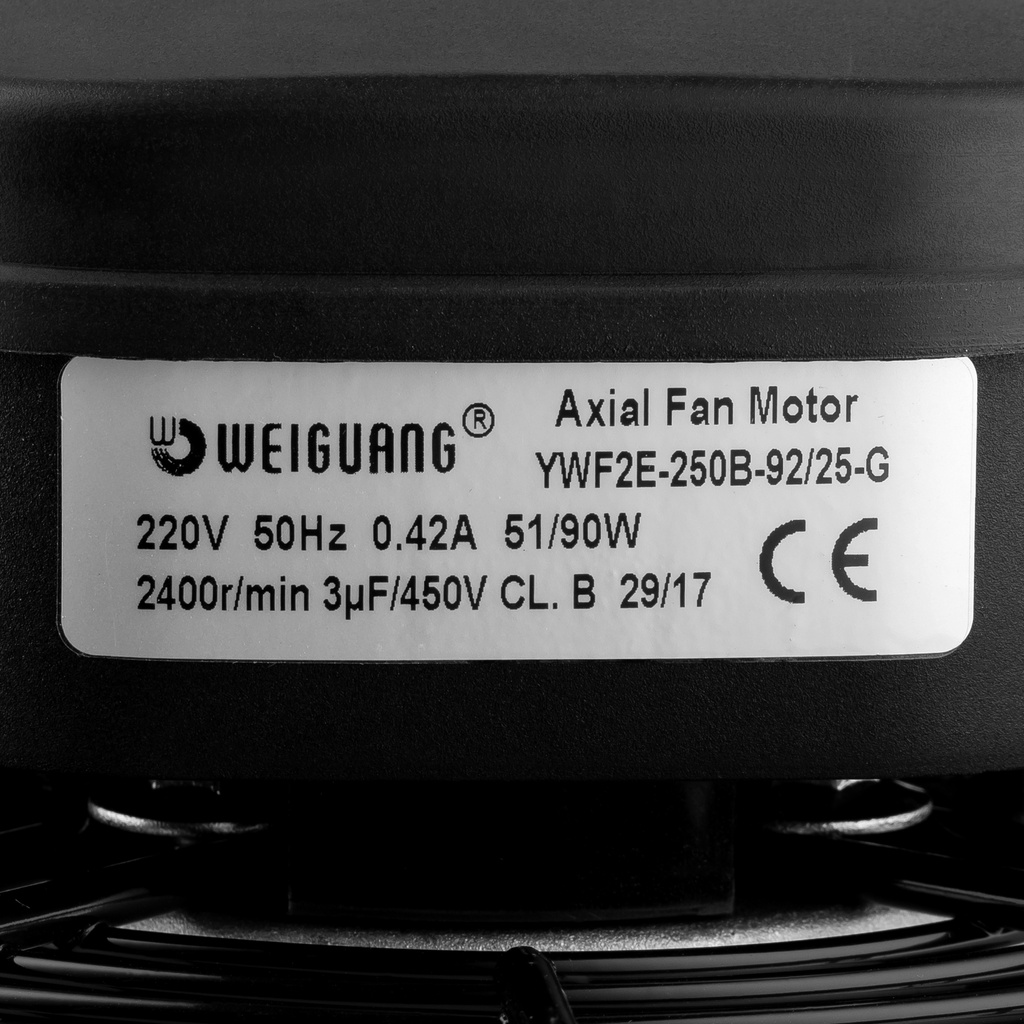 WEIGUANG®
Axial Fan Motor
YWF2E-250B-92/25-G
220V 50Hz 0.42A 51/90W
2400r/min 3µF/450V CL. B 29/17
CE